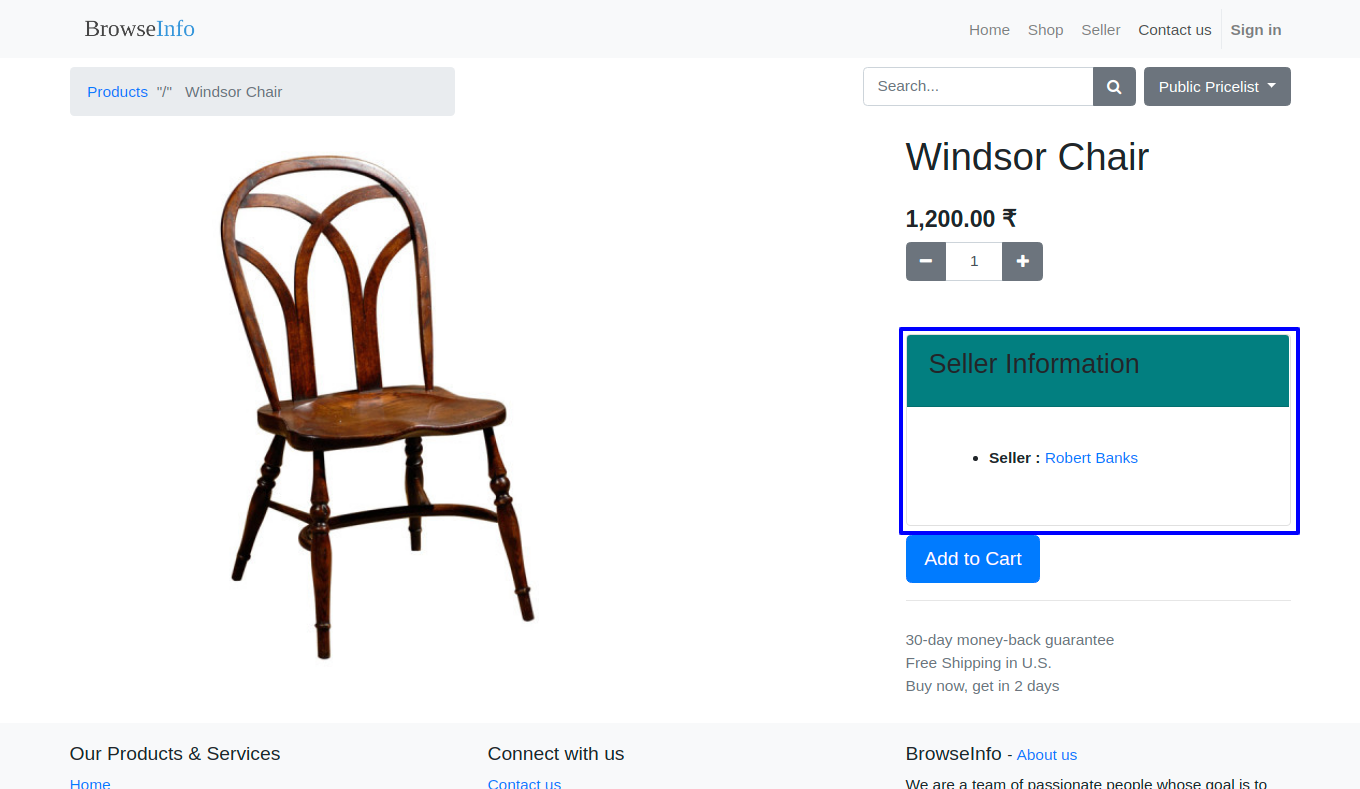 BrowseInfo
Home Shop Seller Contact us Sign in
Products "/" Windsor Chair
Search...
Public Pricelist
Windsor Chair
1,200.00 ₹
1
Seller Information
Seller : Robert Banks
Add to Cart
30-day money-back guarantee
Free Shipping in U.S.
Buy now, get in 2 days
Our Products & Services
Home
Connect with us
Contact us
BrowseInfo - About us
We are a team of passionate people whose goal is to